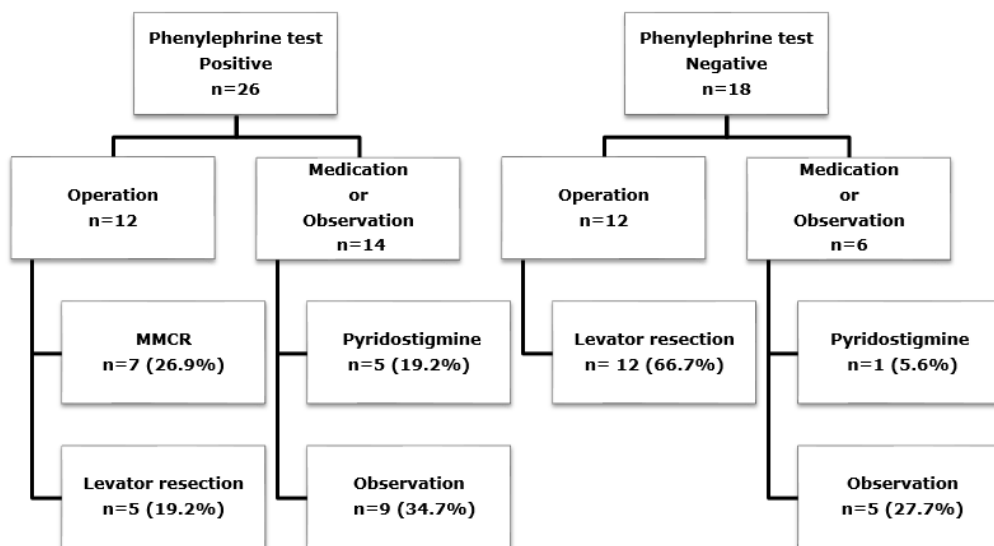 Phenylephrine test
Positive
n=26
Phenylephrine test
Negative
n=18
Operation
n=12
Medication
or
Observation
n=14
Operation
n=12
Medication
or
Observation
n=6
MMCR
n=7 (26.9%)
Pyridostigmine
n=5 (19.2%)
Levator resection
n= 12 (66.7%)
Pyridostigmine
n=1 (5.6%)
Levator resection
n=5 (19.2%)
Observation
n=9 (34.7%)
Observation
n=5 (27.7%)